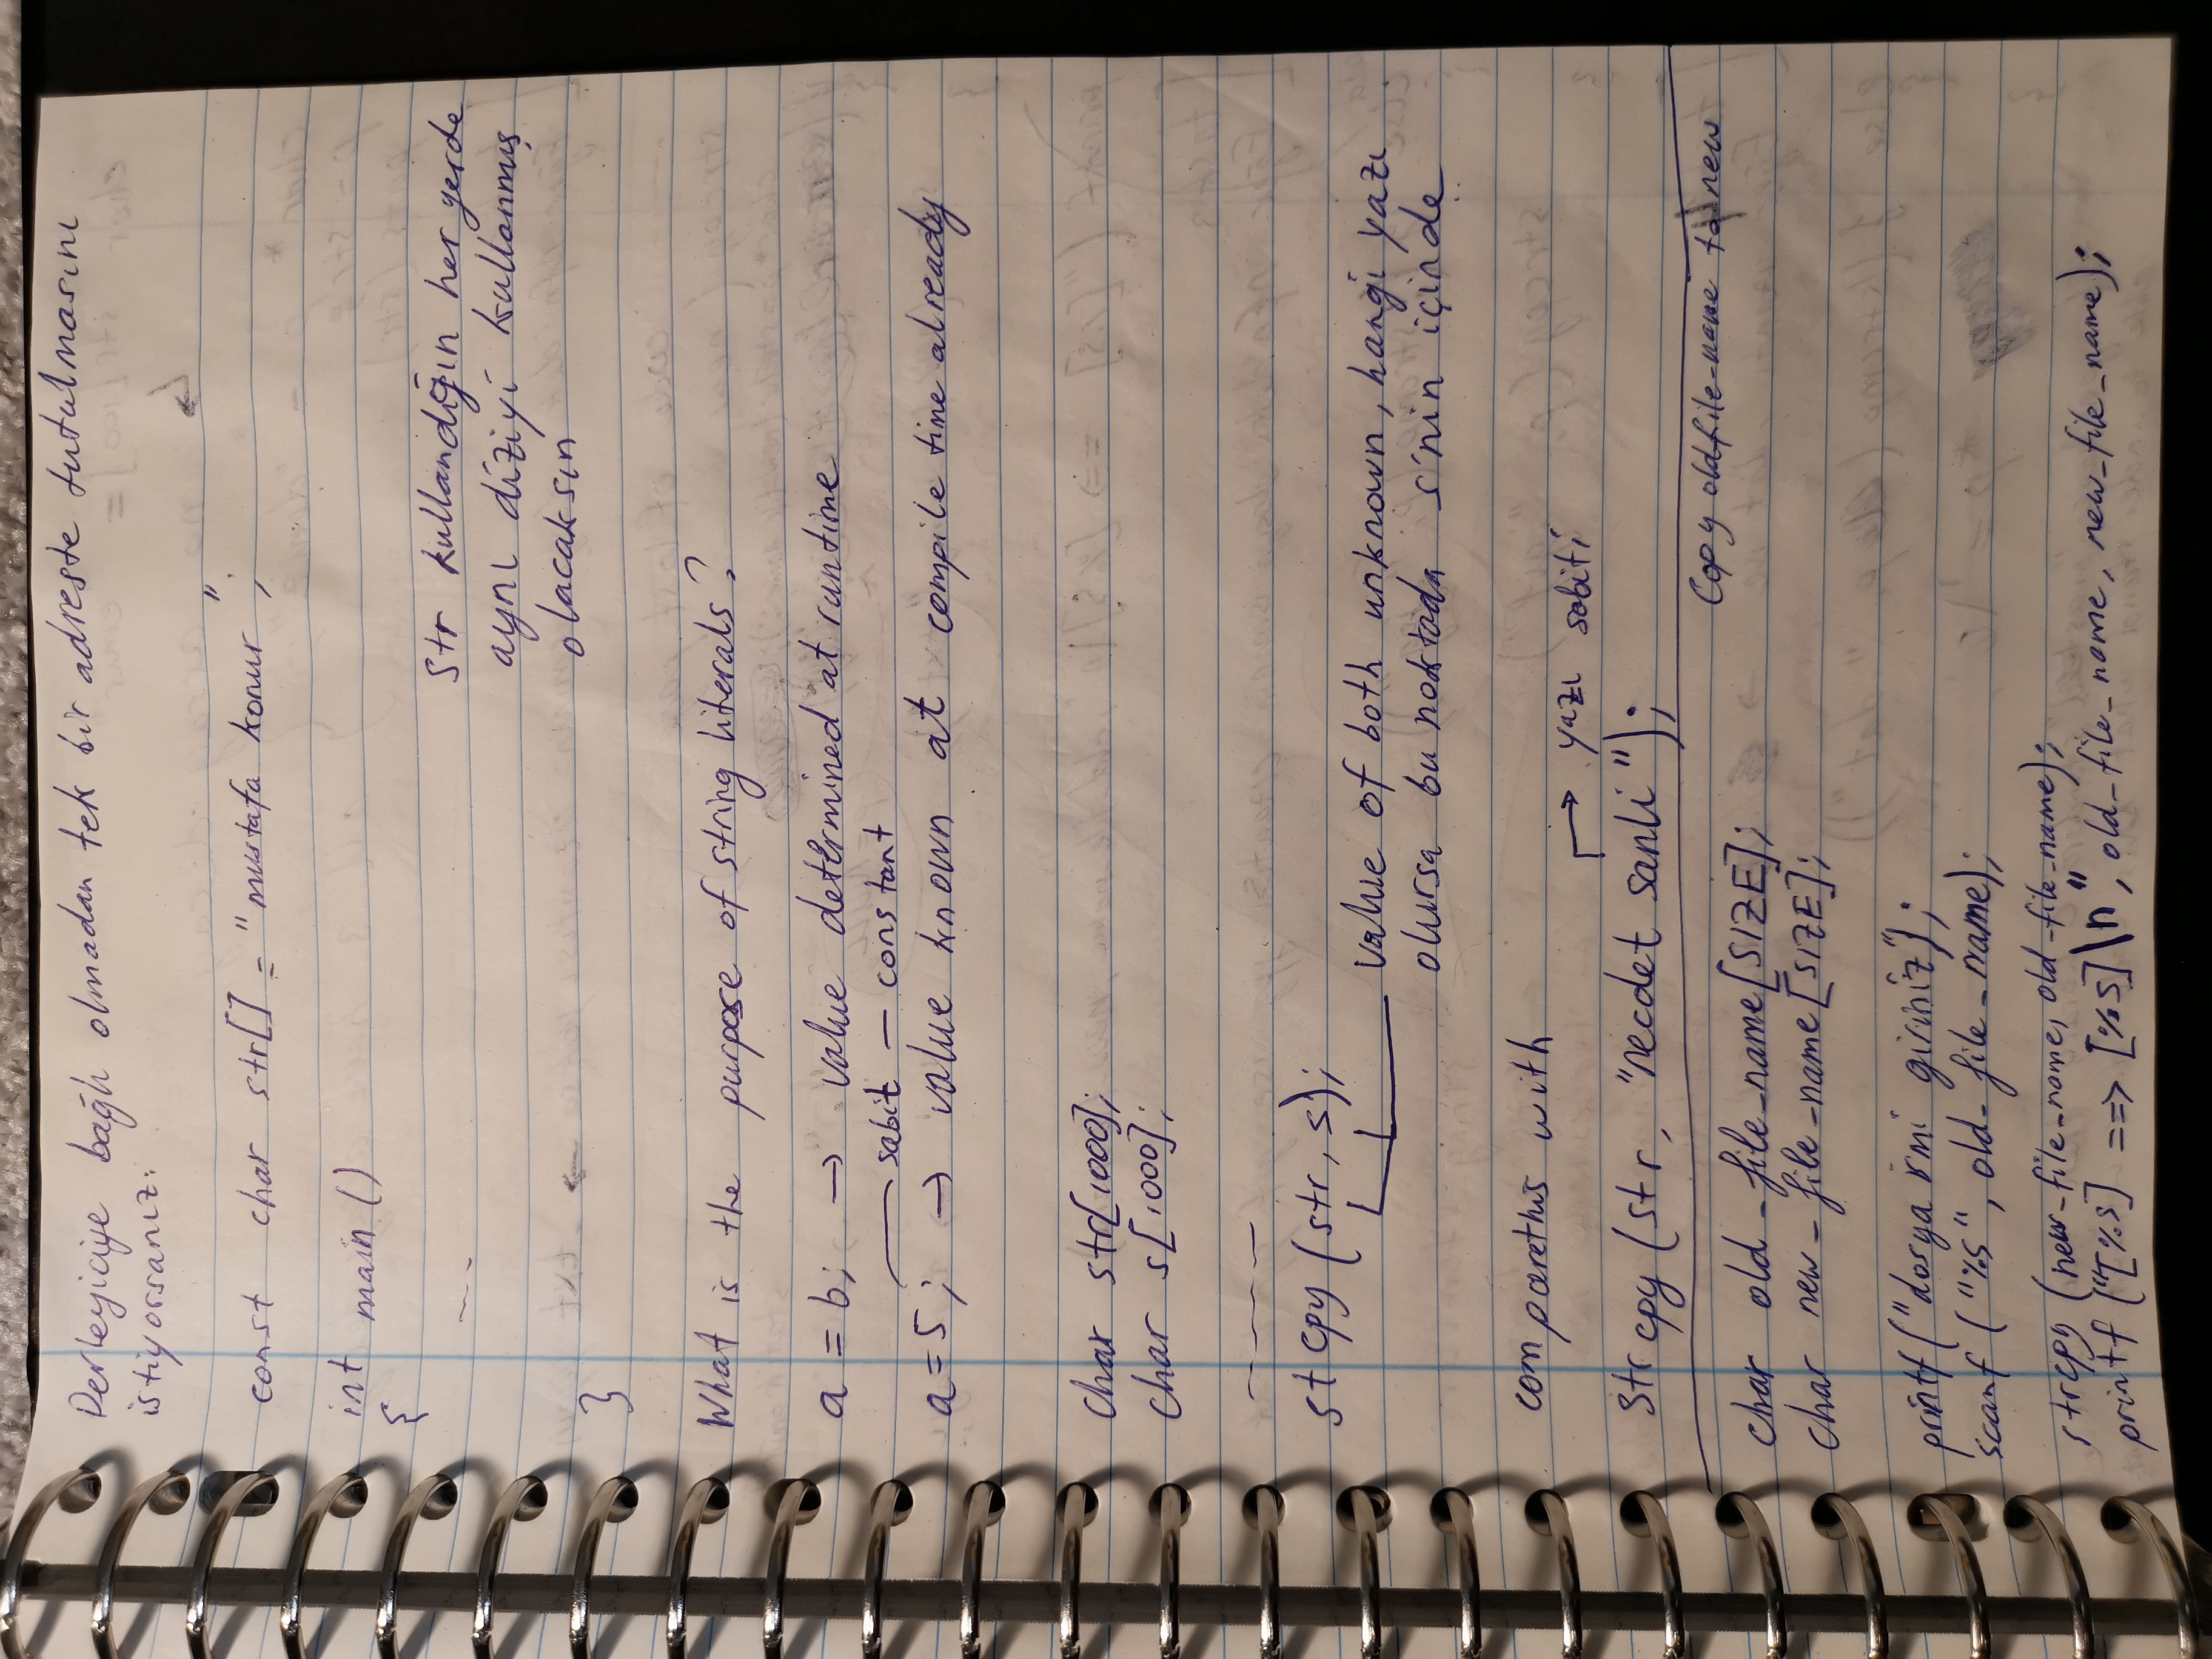 Derleyiciye bağlı olmadan tek bir adreste tutulmasını
istiyorsanız:
const char str[] = "mustafa konur";
int main ()
{
---
str kullandığın her yerde
aynı diziyi kullanmış
olacaksın
}
What is the purpose of string literals?
a = b; → value determined at runtime
sabit — constant
a = 5; → value known at compile time already
char str[1000];
char s[1000];
————
stcpy (str, s);
value of both unknown, hangi yazı
olursa bu noktada s'nin içinde
compare this with
→ yazı sabiti
strcpy (str, "necdet sanli");
Copy oldfile-name to new
char old_file_name[SIZE];
char new_file_name[SIZE];
printf ("dosya ismi giriniz");
scanf ("%s", old_file_name);
strcpy (new_file_name, old_file_name);
printf ("[%s] ==> [%s]\n", old_file_name, new_file_name);